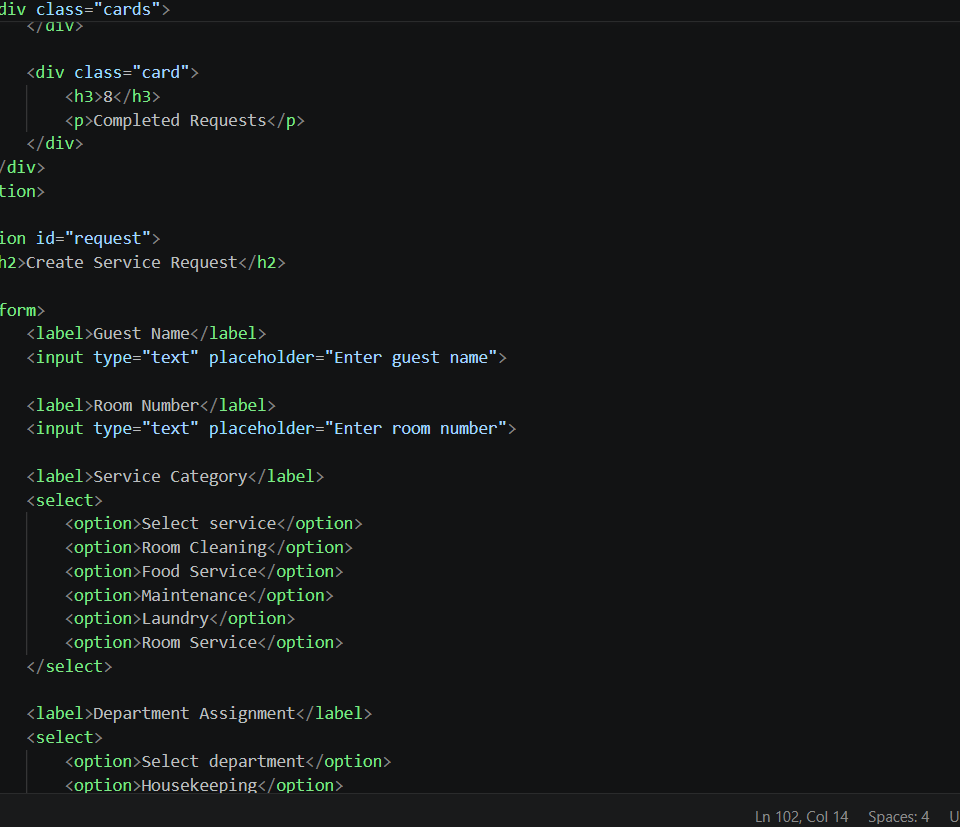 div class="cards">
</div>
<div class="card">
<h3>8</h3>
<p>Completed Requests</p>
</div>
/div>
tion>
ion id="request">
h2>Create Service Request</h2>
form>
<label>Guest Name</label>
<input type="text" placeholder="Enter guest name">
<label>Room Number</label>
<input type="text" placeholder="Enter room number">
<label>Service Category</label>
<select>
<option>Select service</option>
<option>Room Cleaning</option>
<option>Food Service</option>
<option>Maintenance</option>
<option>Laundry</option>
<option>Room Service</option>
</select>
<label>Department Assignment</label>
<select>
<option>Select department</option>
<option>Housekeeping</option>
Ln 102, Col 14 Spaces: 4 U